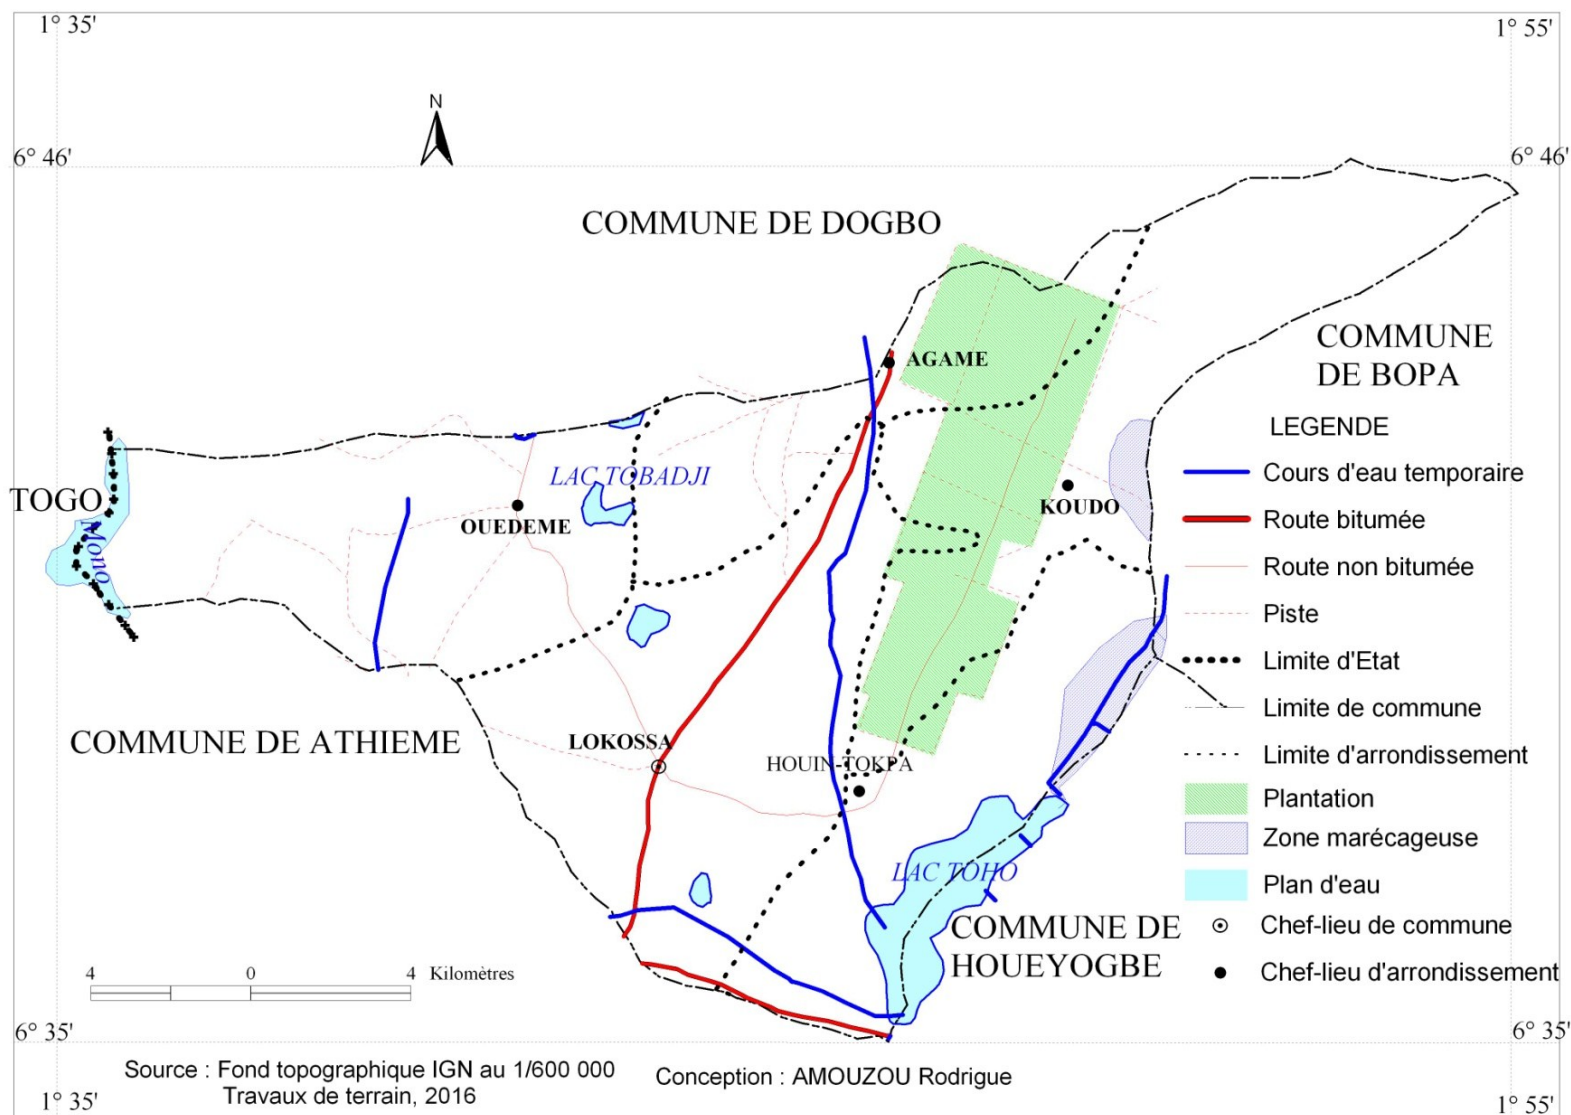 1° 35'
1° 55'
N
6° 46'
6° 46'
COMMUNE DE DOGBO
COMMUNE
DE BOPA
AGAME
LAC TOBADJI
TOGO
Mono
OUEDEME
KOUDO
COMMUNE DE ATHIEME
LOKOSSA
HOUIN-TOKPA
LAC TOHO
COMMUNE DE
HOUEYOGBE
LEGENDE
Cours d'eau temporaire
Route bitumée
Route non bitumée
Piste
Limite d'Etat
Limite de commune
Limite d'arrondissement
Plantation
Zone marécageuse
Plan d'eau
Chef-lieu de commune
Chef-lieu d'arrondissement
4 0 4 Kilomètres
6° 35'
6° 35'
Source : Fond topographique IGN au 1/600 000
Travaux de terrain, 2016
Conception : AMOUZOU Rodrigue
1° 35'
1° 55'